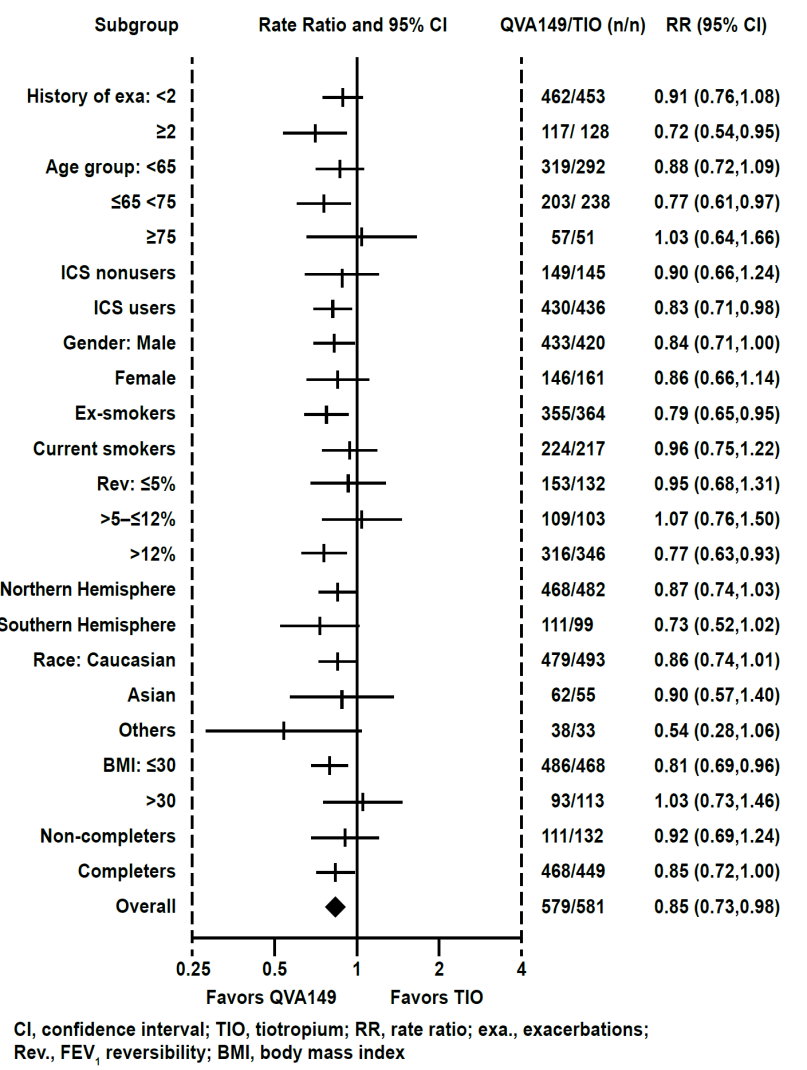 Subgroup Rate Ratio and 95% CI QVA149/TIO (n/n) RR (95% CI)
History of exa: <2 462/453 0.91 (0.76,1.08)
≥2 117/ 128 0.72 (0.54,0.95)
Age group: <65 319/292 0.88 (0.72,1.09)
≤65 <75 203/ 238 0.77 (0.61,0.97)
≥75 57/51 1.03 (0.64,1.66)
ICS nonusers 149/145 0.90 (0.66,1.24)
ICS users 430/436 0.83 (0.71,0.98)
Gender: Male 433/420 0.84 (0.71,1.00)
Female 146/161 0.86 (0.66,1.14)
Ex-smokers 355/364 0.79 (0.65,0.95)
Current smokers 224/217 0.96 (0.75,1.22)
Rev: ≤5% 153/132 0.95 (0.68,1.31)
>5–≤12% 109/103 1.07 (0.76,1.50)
>12% 316/346 0.77 (0.63,0.93)
Northern Hemisphere 468/482 0.87 (0.74,1.03)
Southern Hemisphere 111/99 0.73 (0.52,1.02)
Race: Caucasian 479/493 0.86 (0.74,1.01)
Asian 62/55 0.90 (0.57,1.40)
Others 38/33 0.54 (0.28,1.06)
BMI: ≤30 486/468 0.81 (0.69,0.96)
>30 93/113 1.03 (0.73,1.46)
Non-completers 111/132 0.92 (0.69,1.24)
Completers 468/449 0.85 (0.72,1.00)
Overall 579/581 0.85 (0.73,0.98)
0.25 0.5 1 2 4
Favors QVA149 Favors TIO
CI, confidence interval; TIO, tiotropium; RR, rate ratio; exa., exacerbations;
Rev., FEV₁ reversibility; BMI, body mass index